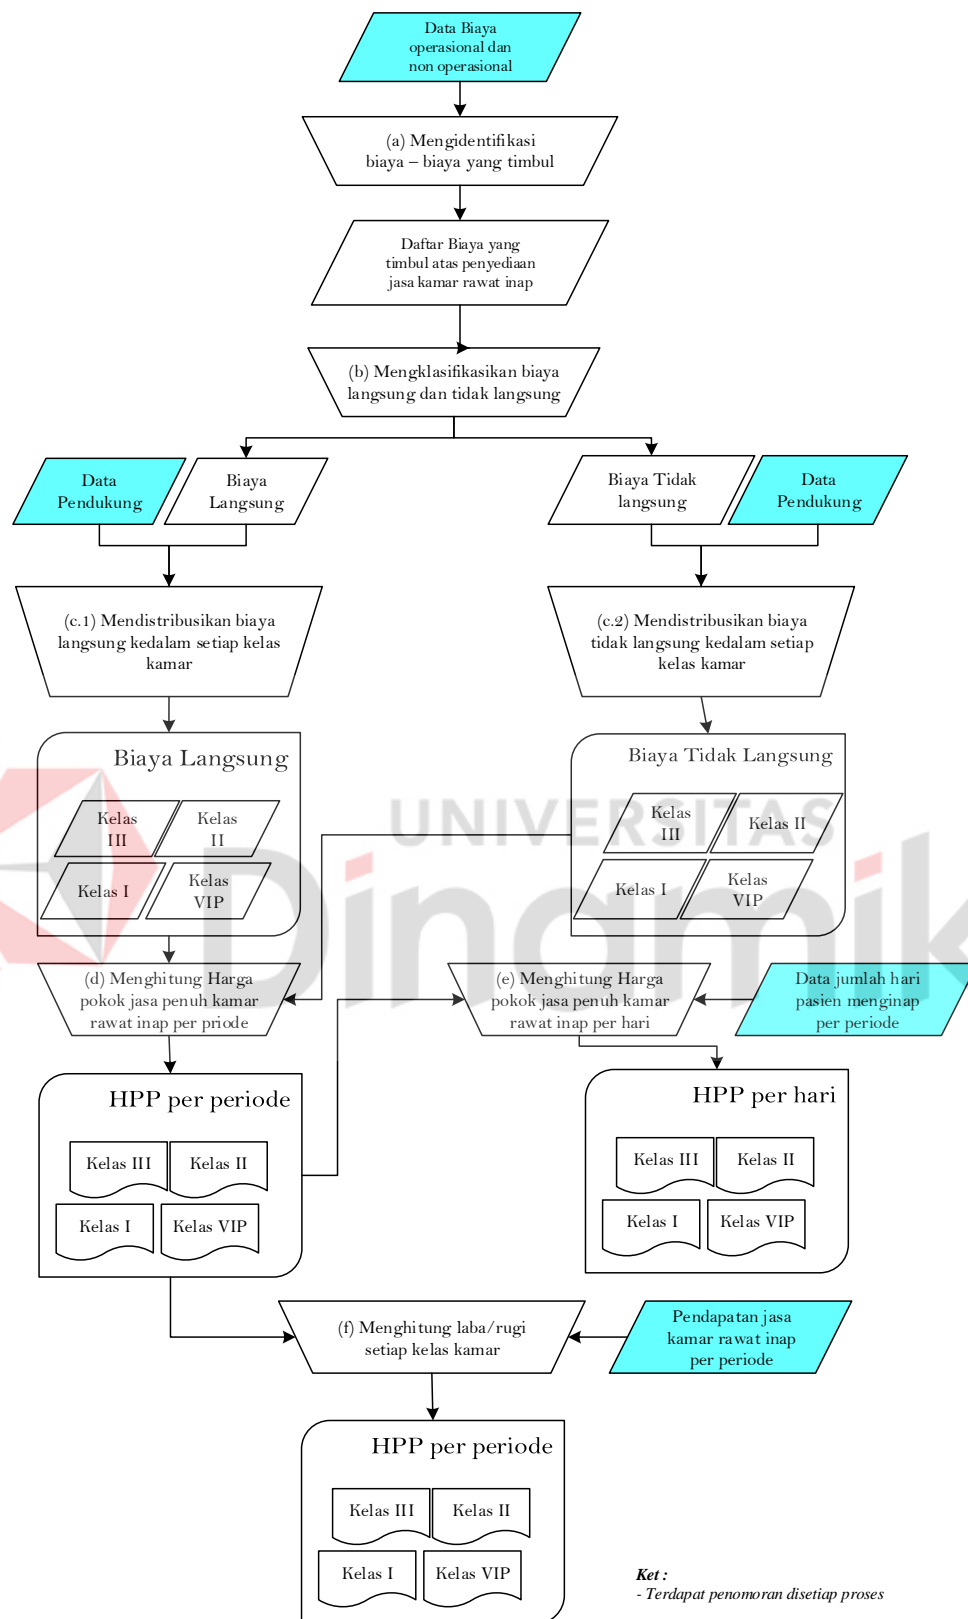 Data Biaya
operasional dan
non operasional
(a) Mengidentifikasi
biaya – biaya yang timbul
Daftar Biaya yang
timbul atas penyediaan
jasa kamar rawat inap
(b) Mengklasifikasikan biaya
langsung dan tidak langsung
Data
Pendukung
Biaya
Langsung
Biaya Tidak
langsung
Data
Pendukung
(c.1) Mendistribusikan biaya
langsung kedalam setiap kelas
kamar
(c.2) Mendistribusikan biaya
tidak langsung kedalam setiap
kelas kamar
Biaya Langsung
Kelas
III
Kelas
II
Kelas I
Kelas
VIP
Biaya Tidak Langsung
Kelas
III
Kelas II
Kelas I
Kelas
VIP
UNIVERSITAS
Dinamik
(d) Menghitung Harga
pokok jasa penuh kamar
rawat inap per priode
(e) Menghitung Harga
pokok jasa penuh kamar
rawat inap per hari
Data jumlah hari
pasien menginap
per periode
HPP per periode
Kelas III
Kelas II
Kelas I
Kelas VIP
HPP per hari
Kelas III
Kelas II
Kelas I
Kelas VIP
(f) Menghitung laba/rugi
setiap kelas kamar
Pendapatan jasa
kamar rawat inap
per periode
HPP per periode
Kelas III
Kelas II
Kelas I
Kelas VIP
Ket :
- Terdapat penomoran disetiap proses